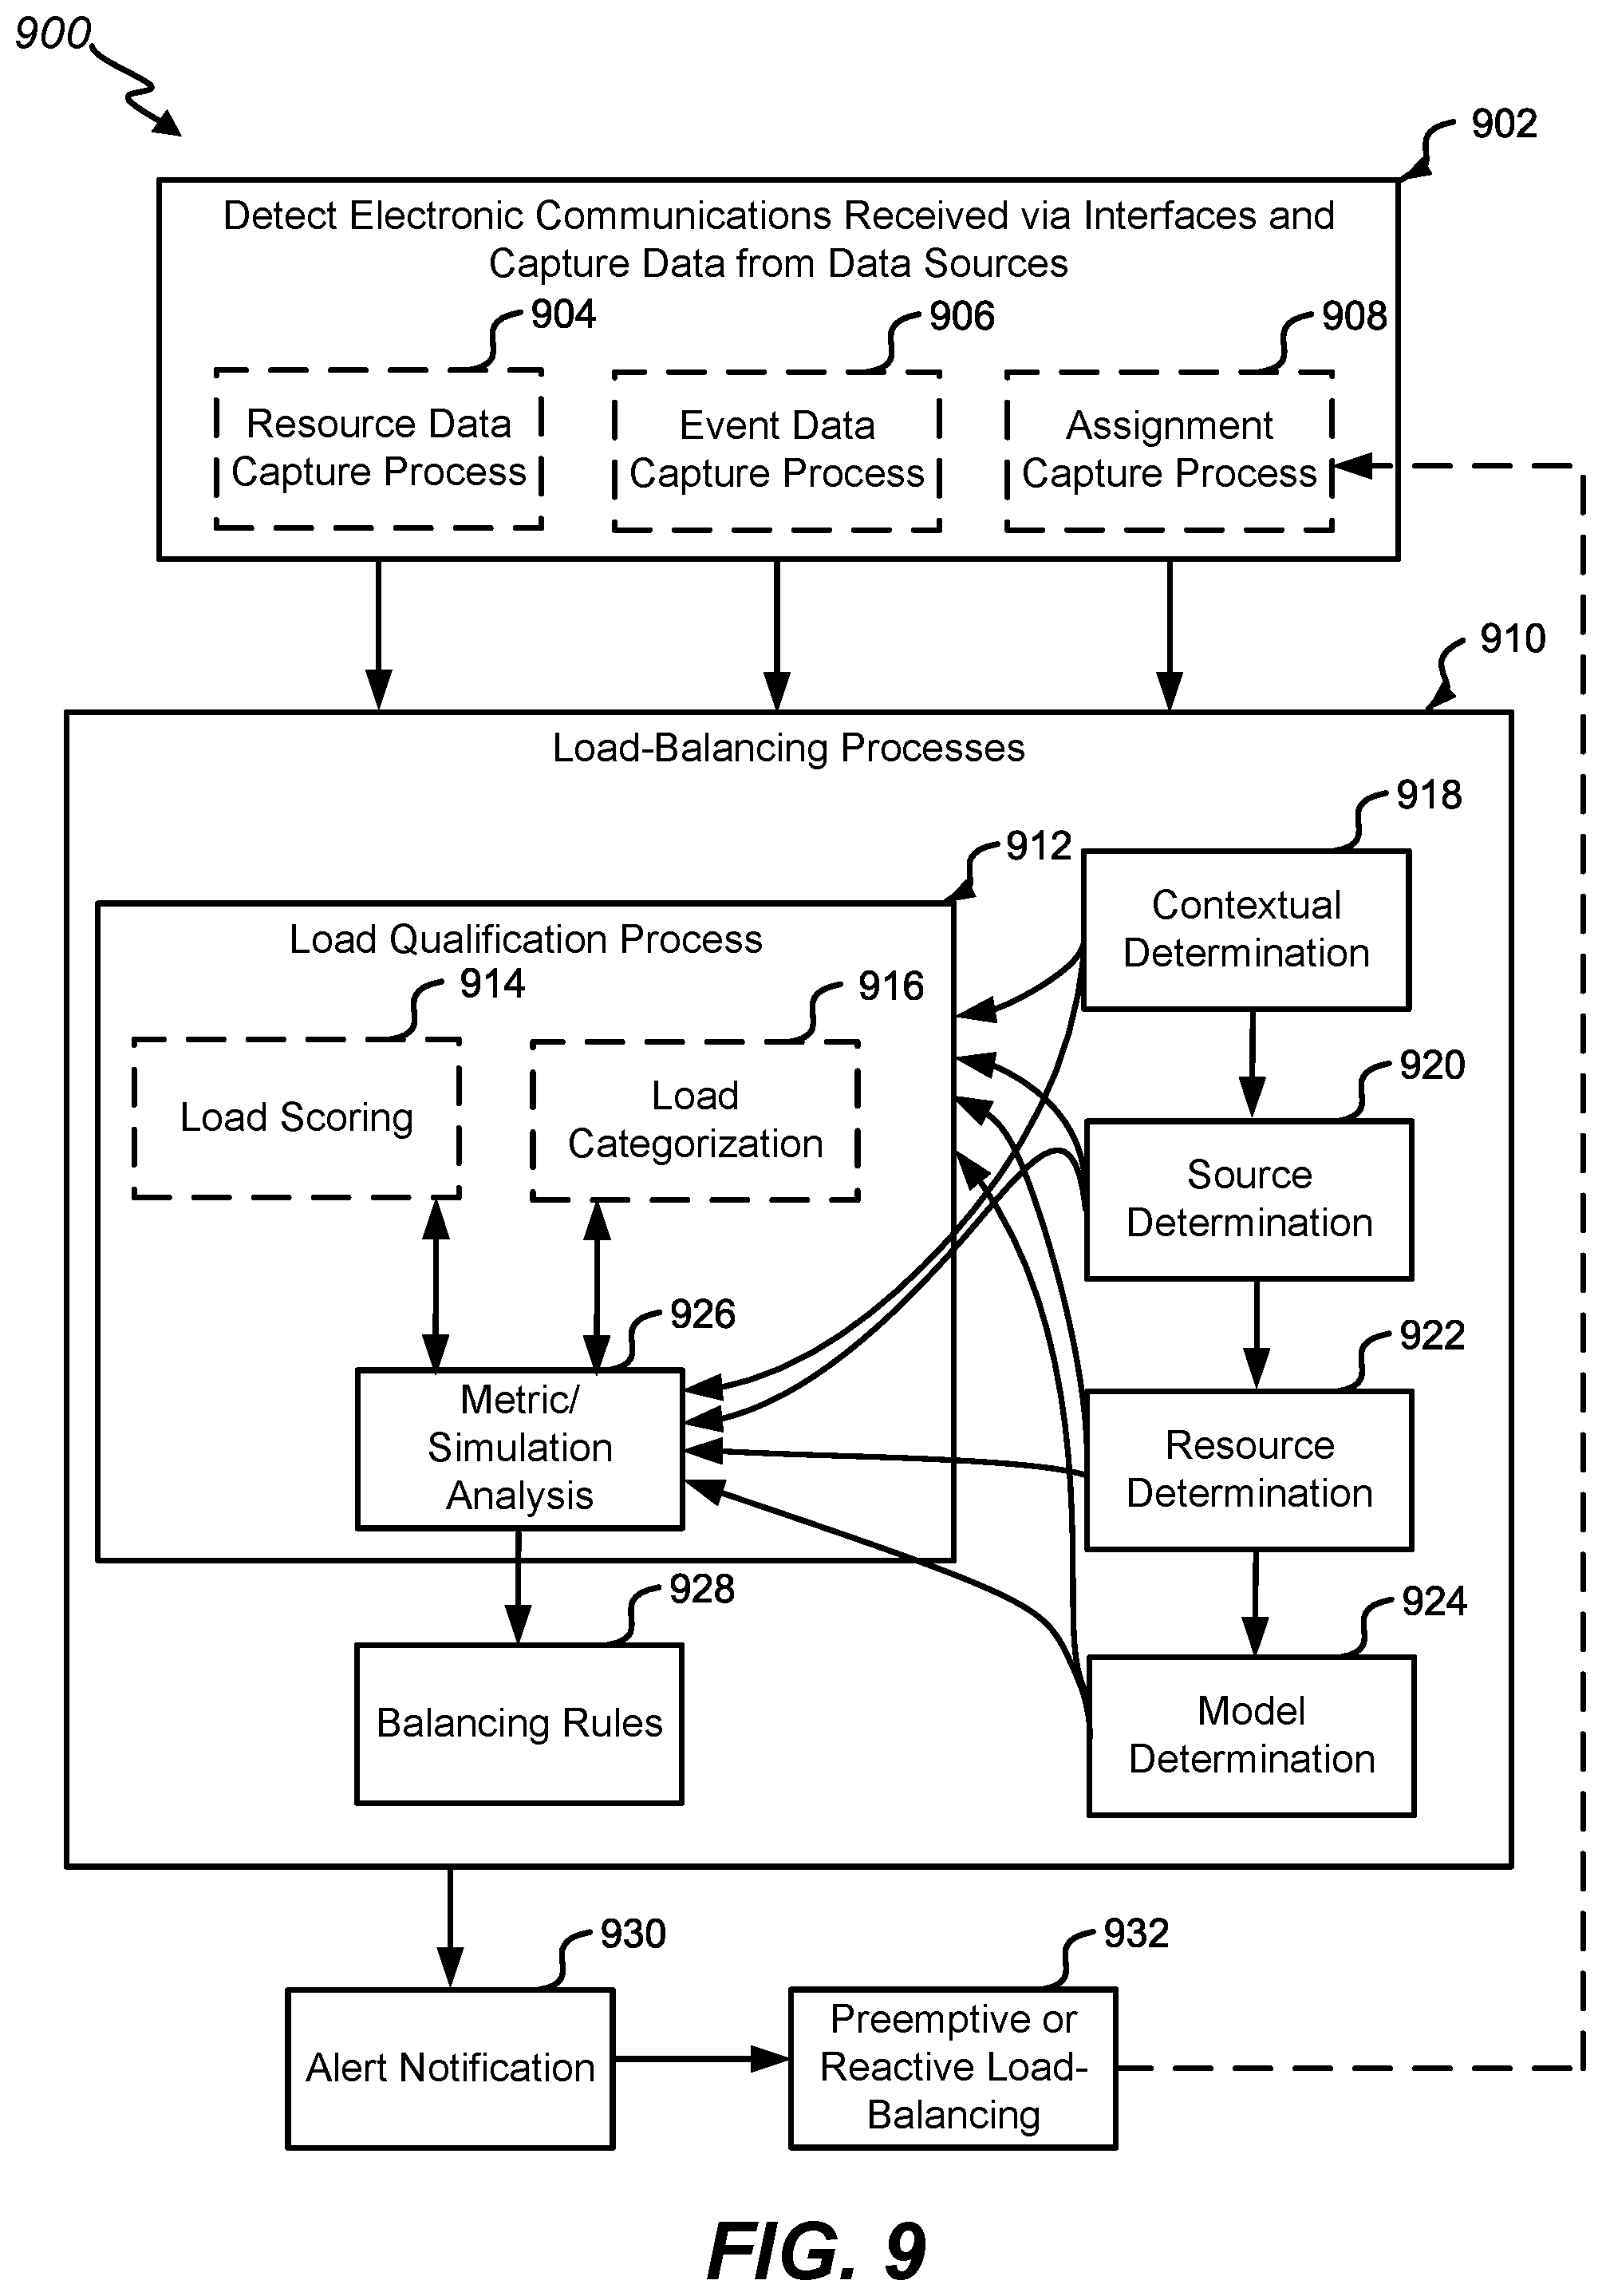 900
902
Detect Electronic Communications Received via Interfaces and
Capture Data from Data Sources
904
906
908
Resource Data
Capture Process
Event Data
Capture Process
Assignment
Capture Process
910
Load-Balancing Processes
918
912
Contextual
Determination
Load Qualification Process
914
916
Load Scoring
Load
Categorization
920
Source
Determination
926
922
Metric/
Simulation
Analysis
Resource
Determination
928
924
Balancing Rules
Model
Determination
930
932
Alert Notification
Preemptive or
Reactive Load-
Balancing
FIG. 9